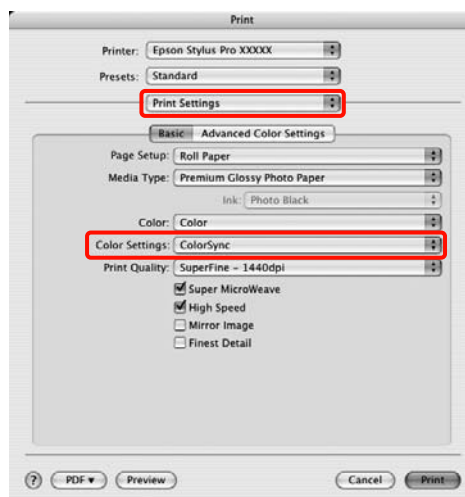 Print
Printer: Epson Stylus Pro XXXXX
Presets: Standard
Print Settings
Basic Advanced Color Settings
Page Setup: Roll Paper
Media Type: Premium Glossy Photo Paper
Ink: Photo Black
Color: Color
Color Settings: ColorSync
Print Quality: SuperFine – 1440dpi
Super MicroWeave
High Speed
Mirror Image
Finest Detail
? PDF ▾ Preview Cancel Print